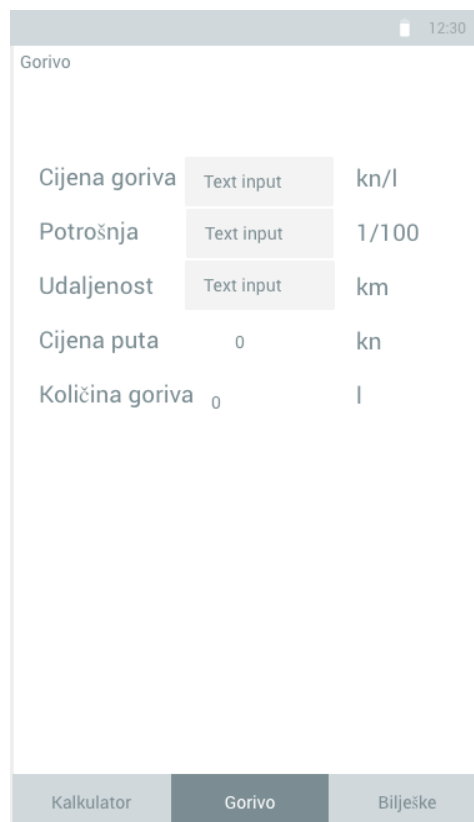 12:30
Gorivo
Cijena goriva Text input kn/l
Potrošnja Text input 1/100
Udaljenost Text input km
Cijena puta 0 kn
Količina goriva 0 l
Kalkulator Gorivo Bilješke